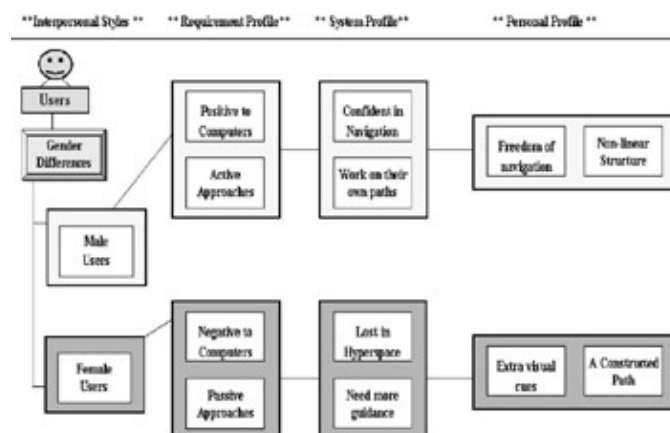 **Interpersonal Styles ** ** Requirement Profile** ** System Profile ** ** Personal Profile **
Users
Gender
Differences
Positive to
Computers
Active
Approaches
Confident in
Navigation
Work on their
own paths
Freedom of
navigation
Non-linear
Structure
Male
Users
Negative to
Computers
Passive
Approaches
Lost in
Hyperspace
Need more
guidance
Extra visual
cues
A Constructed
Path
Female
Users